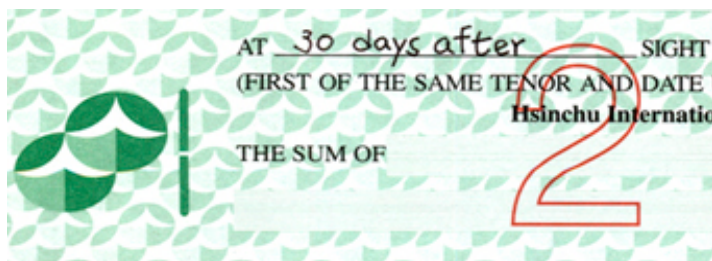 AT 30 days after SIGHT
(FIRST OF THE SAME TENOR AND DATE
Hsinchu Internatio
THE SUM OF
2